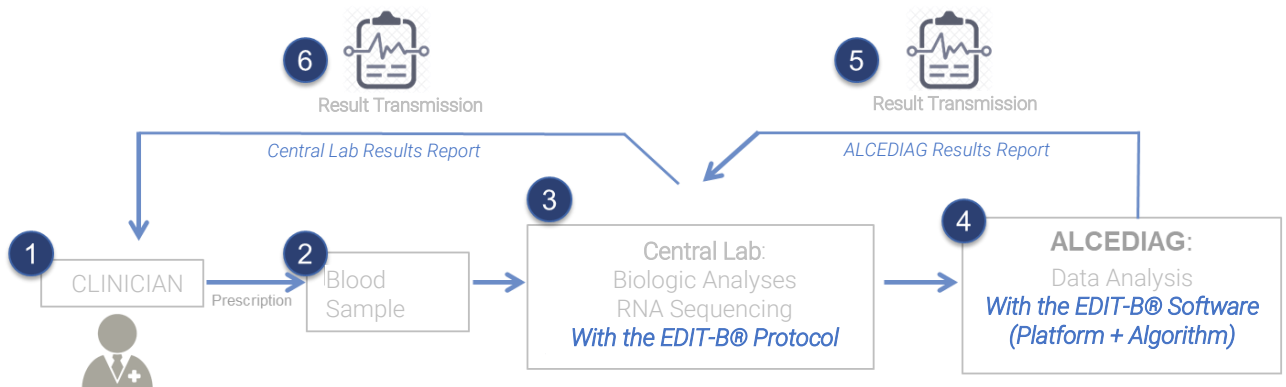 6
Result Transmission
5
Result Transmission
Central Lab Results Report
ALCEDIAG Results Report
1
CLINICIAN
Prescription
2
Blood
Sample
3
Central Lab:
Biologic Analyses
RNA Sequencing
With the EDIT-B® Protocol
4
ALCEDIAG:
Data Analysis
With the EDIT-B® Software
(Platform + Algorithm)